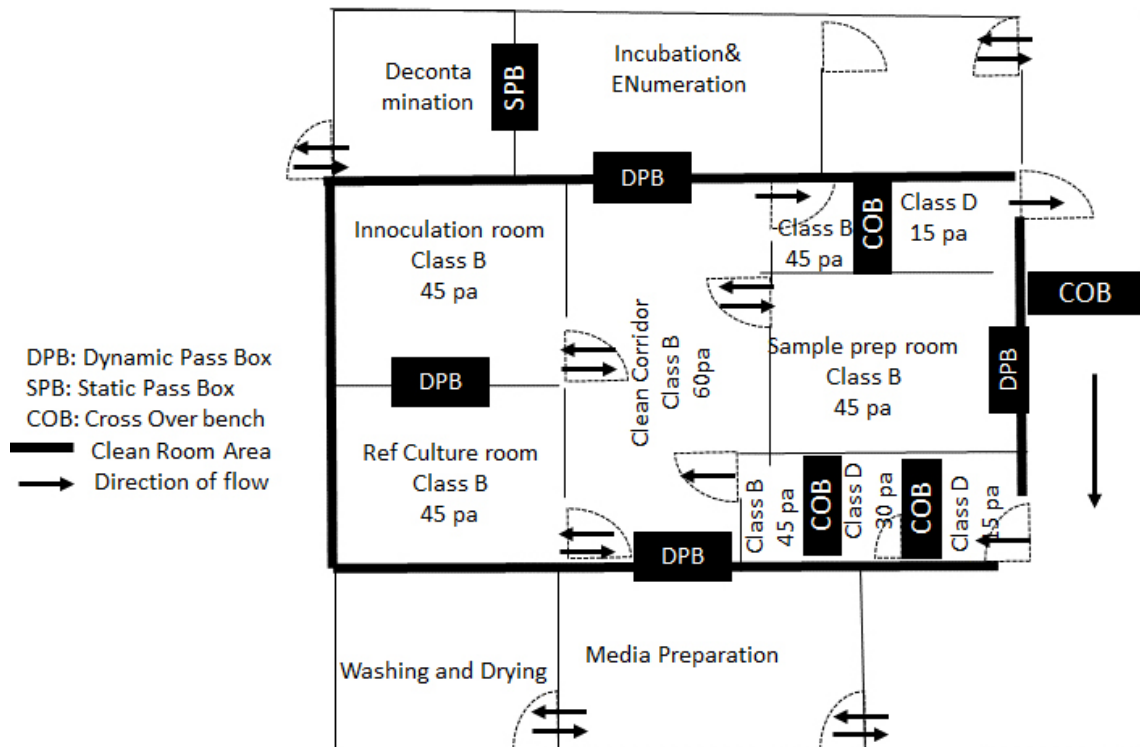 Deconta
mination
SPB
Incubation&
ENumeration
DPB
Innoculation room
Class B
45 pa
Class B
45 pa
COB
Class D
15 pa
COB
Clean Corridor
Class B
60pa
Sample prep room
Class B
45 pa
DPB
DPB
DPB: Dynamic Pass Box
SPB: Static Pass Box
COB: Cross Over bench
Clean Room Area
Direction of flow
Ref Culture room
Class B
45 pa
Class B
45 pa
COB
Class D
30 pa
COB
Class D
15 pa
DPB
Washing and Drying
Media Preparation